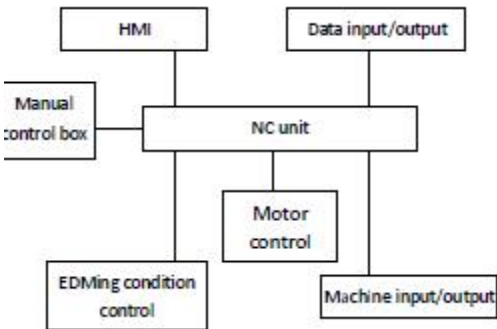 HMI
Data input/output
Manual
control box
NC unit
Motor
control
EDMing condition
control
Machine input/output